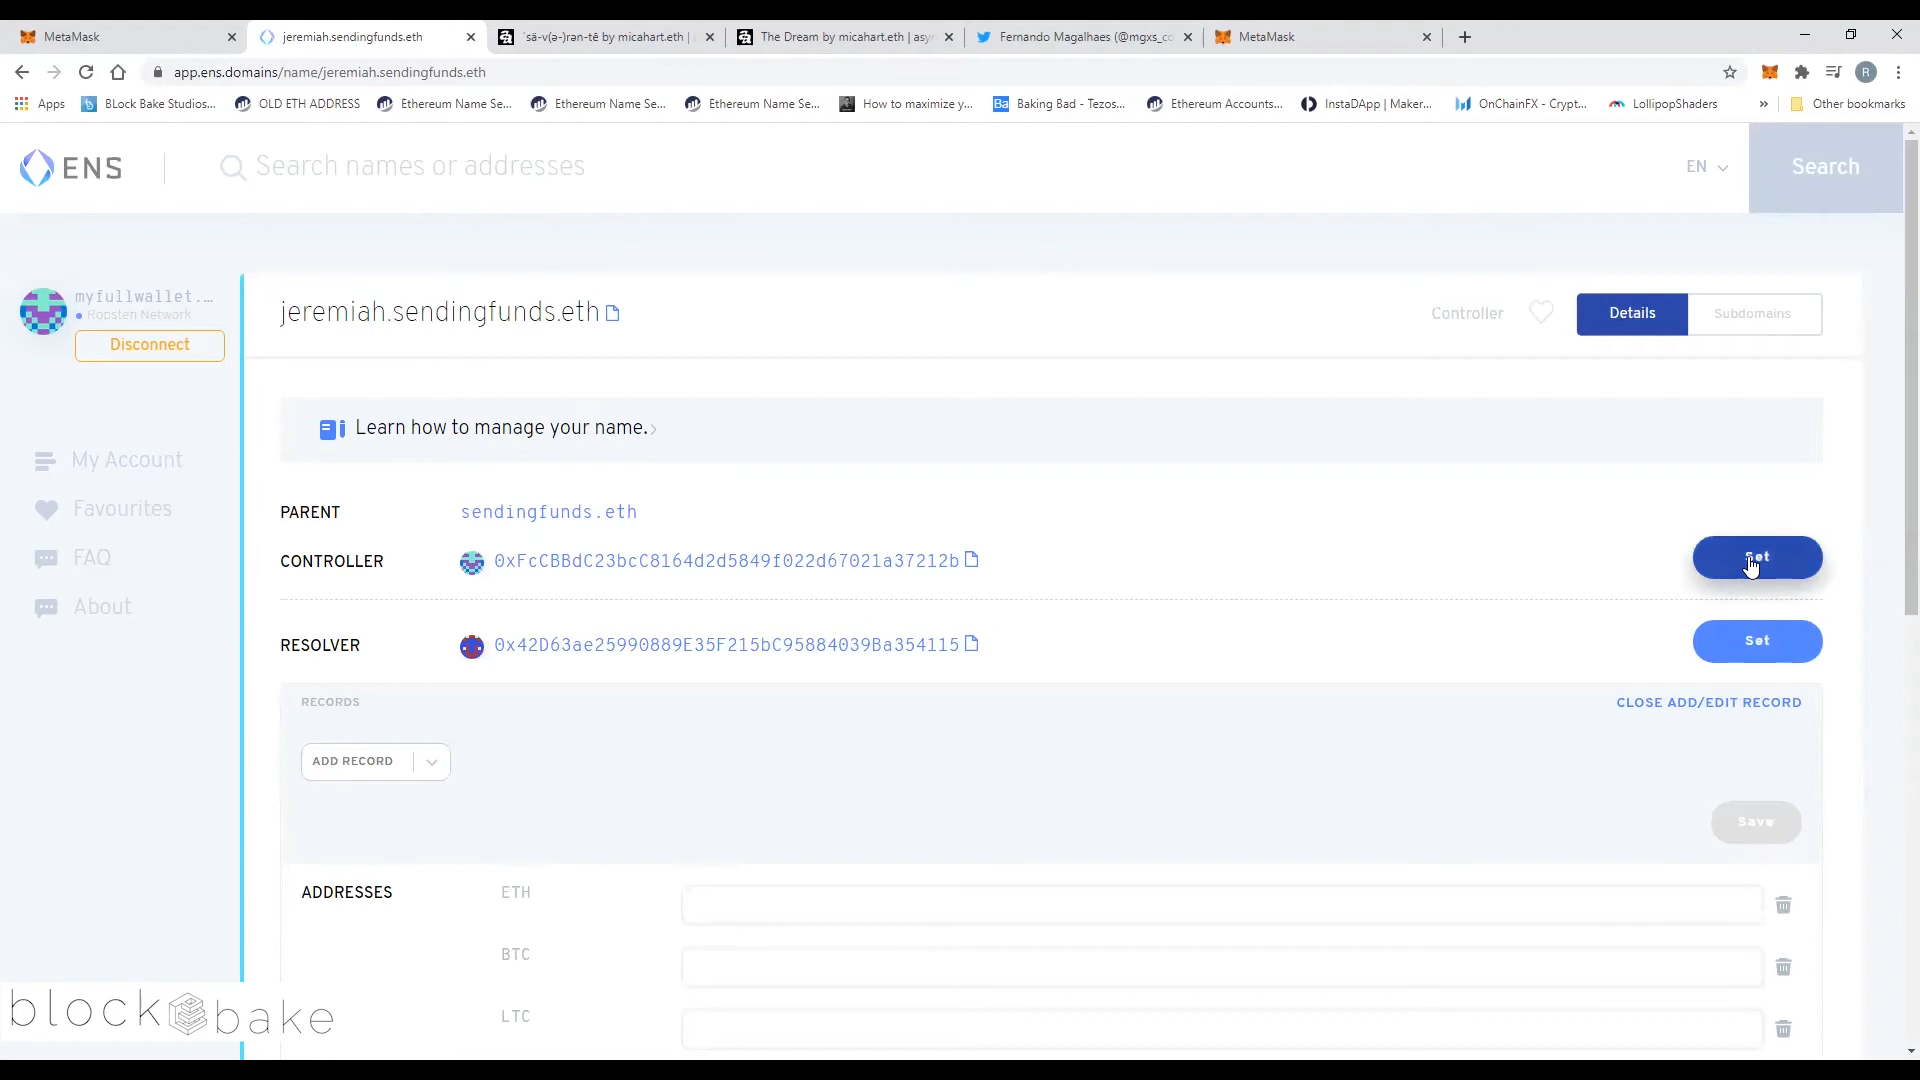 MetaMask
jeremiah.sendingfunds.eth
ˈsā-v(ə-)rən-tē by micahart.eth |
The Dream by micahart.eth | asyn
Fernando Magalhaes (@mgxs_co
MetaMask
app.ens.domains/name/jeremiah.sendingfunds.eth
R
Apps
BLock Bake Studios...
OLD ETH ADDRESS
Ethereum Name Se...
Ethereum Name Se...
Ethereum Name Se...
How to maximize y...
Ba
Baking Bad - Tezos...
Ethereum Accounts...
InstaDApp | Maker...
OnChainFX - Crypt...
LollipopShaders
»
Other bookmarks
ENS
Search names or addresses
EN
Search
myfullwallet....
Ropsten Network
Disconnect
jeremiah.sendingfunds.eth
Controller
Details
Subdomains
Learn how to manage your name.
My Account
Favourites
FAQ
About
PARENT
sendingfunds.eth
CONTROLLER
0xFcCBBdC23bcC8164d2d5849f022d67021a37212b
Set
RESOLVER
0x42D63ae25990889E35F215bC95884039Ba354115
Set
RECORDS
CLOSE ADD/EDIT RECORD
ADD RECORD
Save
ADDRESSES
ETH
BTC
LTC
block bake